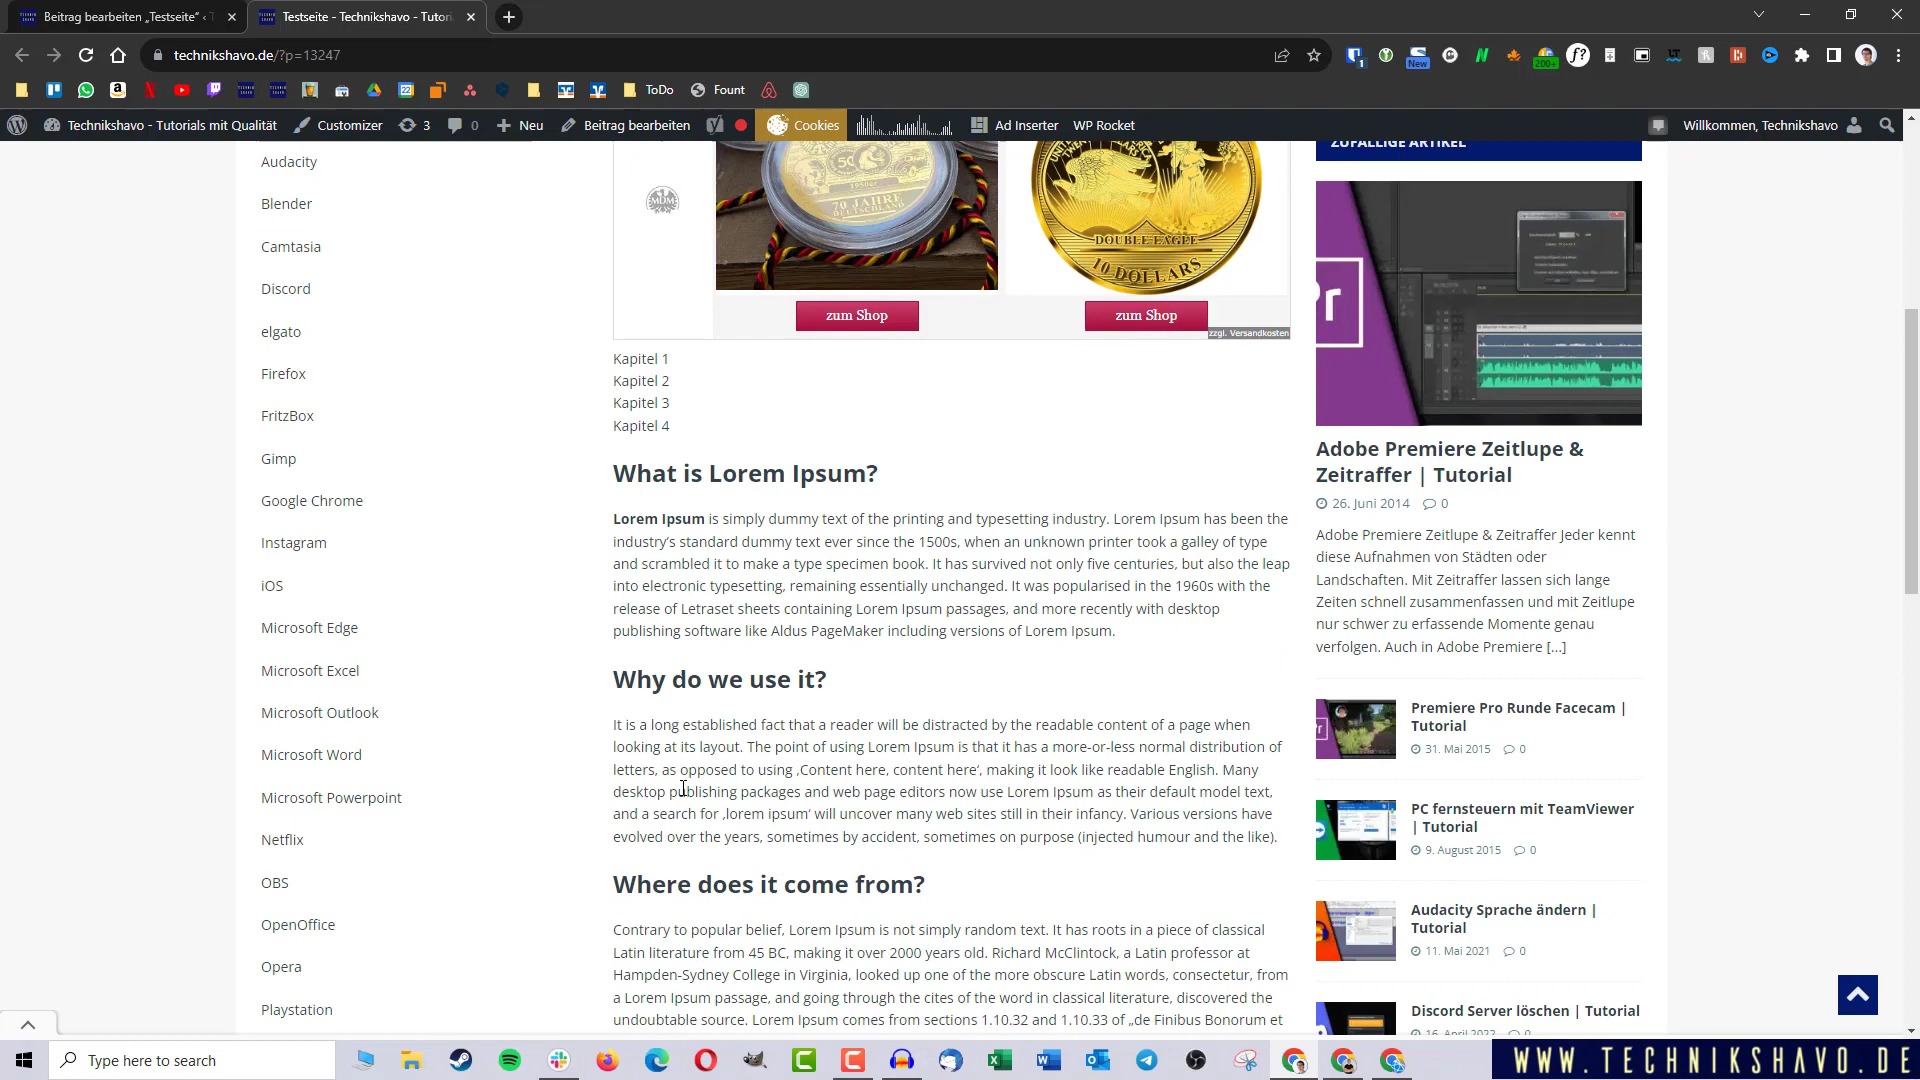 Beitrag bearbeiten „Testseite“ ‹ T
Testseite - Technikshavo - Tutori
technikshavo.de/?p=13247
1
New
200+
22
ToDo
Fount
Technikshavo - Tutorials mit Qualität
Customizer
3
0
Neu
Beitrag bearbeiten
Cookies
Ad Inserter
WP Rocket
Willkommen, Technikshavo
Audacity
Blender
Camtasia
Discord
elgato
Firefox
FritzBox
Gimp
Google Chrome
Instagram
iOS
Microsoft Edge
Microsoft Excel
Microsoft Outlook
Microsoft Word
Microsoft Powerpoint
Netflix
OBS
OpenOffice
Opera
Playstation
MDM
50
1950er
70 JAHRE
DEUTSCHLAND
DOUBLE EAGLE
10 DOLLARS
zum Shop
zum Shop
zzgl. Versandkosten
Kapitel 1
Kapitel 2
Kapitel 3
Kapitel 4
What is Lorem Ipsum?
Lorem Ipsum is simply dummy text of the printing and typesetting industry. Lorem Ipsum has been the
industry’s standard dummy text ever since the 1500s, when an unknown printer took a galley of type
and scrambled it to make a type specimen book. It has survived not only five centuries, but also the leap
into electronic typesetting, remaining essentially unchanged. It was popularised in the 1960s with the
release of Letraset sheets containing Lorem Ipsum passages, and more recently with desktop
publishing software like Aldus PageMaker including versions of Lorem Ipsum.
Why do we use it?
It is a long established fact that a reader will be distracted by the readable content of a page when
looking at its layout. The point of using Lorem Ipsum is that it has a more-or-less normal distribution of
letters, as opposed to using ‚Content here, content here‘, making it look like readable English. Many
desktop publishing packages and web page editors now use Lorem Ipsum as their default model text,
and a search for ‚lorem ipsum‘ will uncover many web sites still in their infancy. Various versions have
evolved over the years, sometimes by accident, sometimes on purpose (injected humour and the like).
Where does it come from?
Contrary to popular belief, Lorem Ipsum is not simply random text. It has roots in a piece of classical
Latin literature from 45 BC, making it over 2000 years old. Richard McClintock, a Latin professor at
Hampden-Sydney College in Virginia, looked up one of the more obscure Latin words, consectetur, from
a Lorem Ipsum passage, and going through the cites of the word in classical literature, discovered the
undoubtable source. Lorem Ipsum comes from sections 1.10.32 and 1.10.33 of „de Finibus Bonorum et
ZUFÄLLIGE ARTIKEL
Pr
Adobe Premiere Zeitlupe &
Zeitraffer | Tutorial
26. Juni 2014 0
Adobe Premiere Zeitlupe & Zeitraffer Jeder kennt
diese Aufnahmen von Städten oder
Landschaften. Mit Zeitraffer lassen sich lange
Zeiten schnell zusammenfassen und mit Zeitlupe
nur schwer zu erfassende Momente genau
verfolgen. Auch in Adobe Premiere [...]
Premiere Pro Runde Facecam |
Tutorial
31. Mai 2015 0
PC fernsteuern mit TeamViewer
| Tutorial
9. August 2015 0
Audacity Sprache ändern |
Tutorial
11. Mai 2021 0
Discord Server löschen | Tutorial
16. April 2022 0
Type here to search
WWW.TECHNIKSHAVO.DE